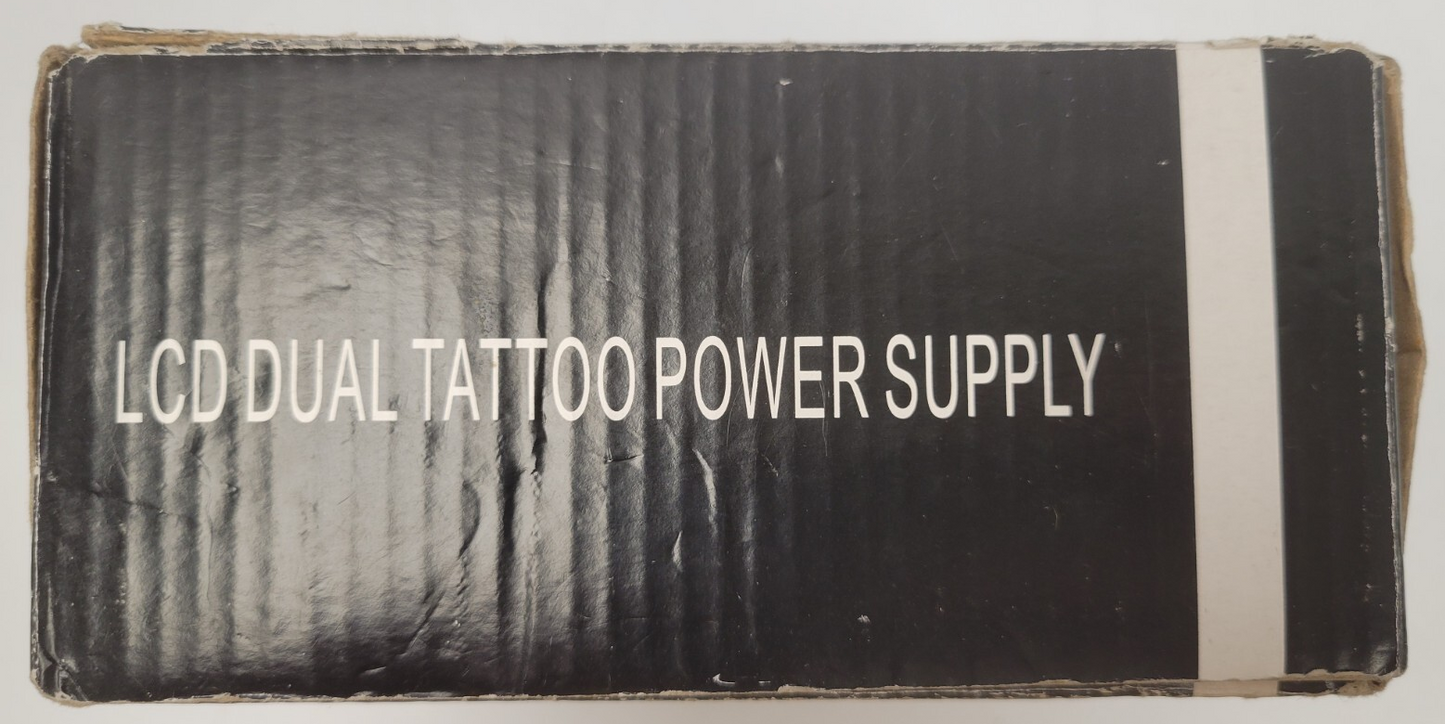 LCD DUAL TATTOO POWER SUPPLY